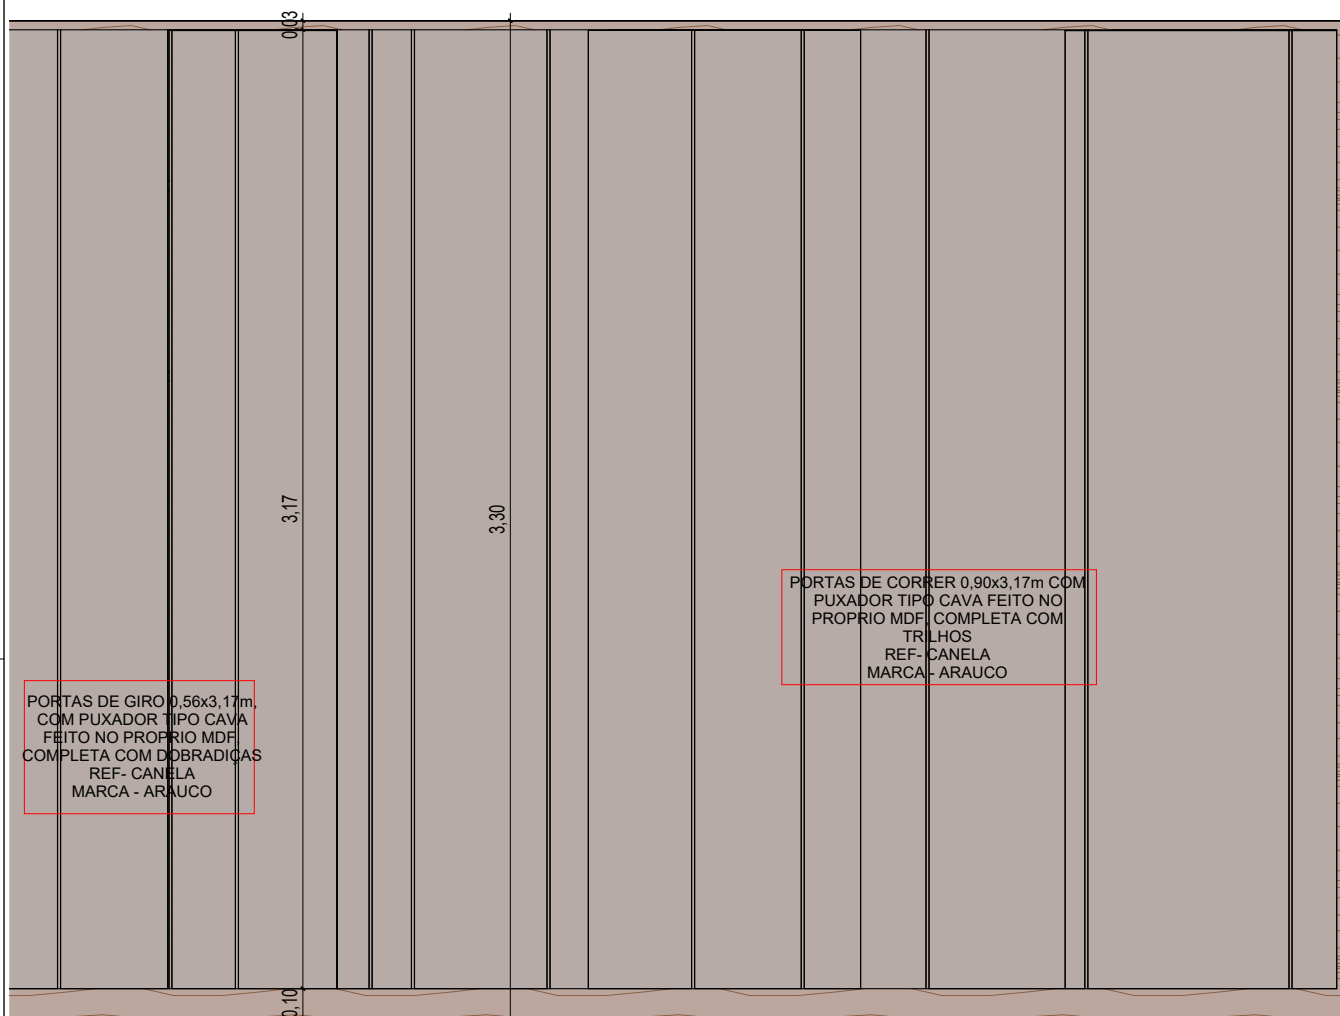 0,03
3,17
3,30
PORTAS DE CORRER 0,90x3,17m COM
PUXADOR TIPO CAVA FEITO NO
PROPRIO MDF, COMPLETA COM
TRILHOS
REF- CANELA
MARCA - ARAUCO
PORTAS DE GIRO 0,56x3,17m,
COM PUXADOR TIPO CAVA
FEITO NO PROPRIO MDF,
COMPLETA COM DOBRADIÇAS
REF- CANELA
MARCA - ARAUCO
0,10